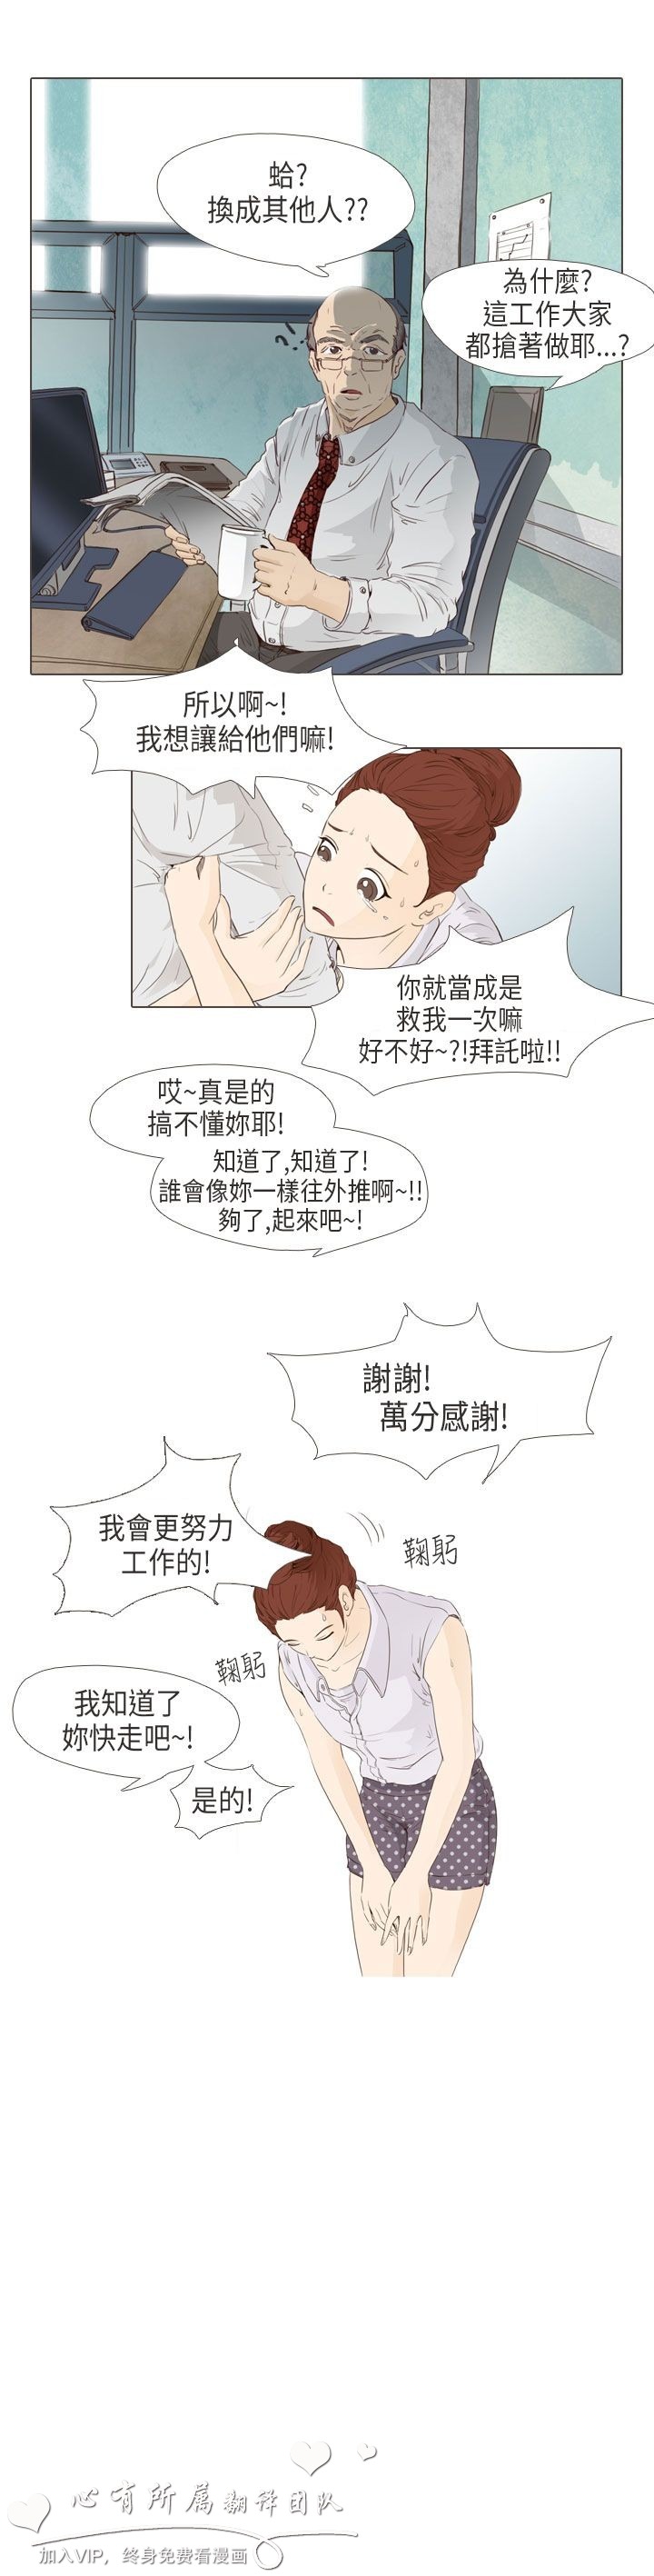 蛤?
換成其他人??
為什麼?
這工作大家
都搶著做耶...?
?!
所以啊~!
我想讓給他們嘛!
你就當成是
救我一次嘛
好不好~?!拜託啦!!
哎~真是的
搞不懂妳耶!
知道了,知道了!
誰會像妳一樣往外推啊~!!
夠了,起來吧~!
謝謝!
萬分感謝!
我會更努力
工作的!
鞠躬
鞠躬
我知道了
妳快走吧~!
是的!
心有所属翻译团队
加入VIP，终身免费看漫画